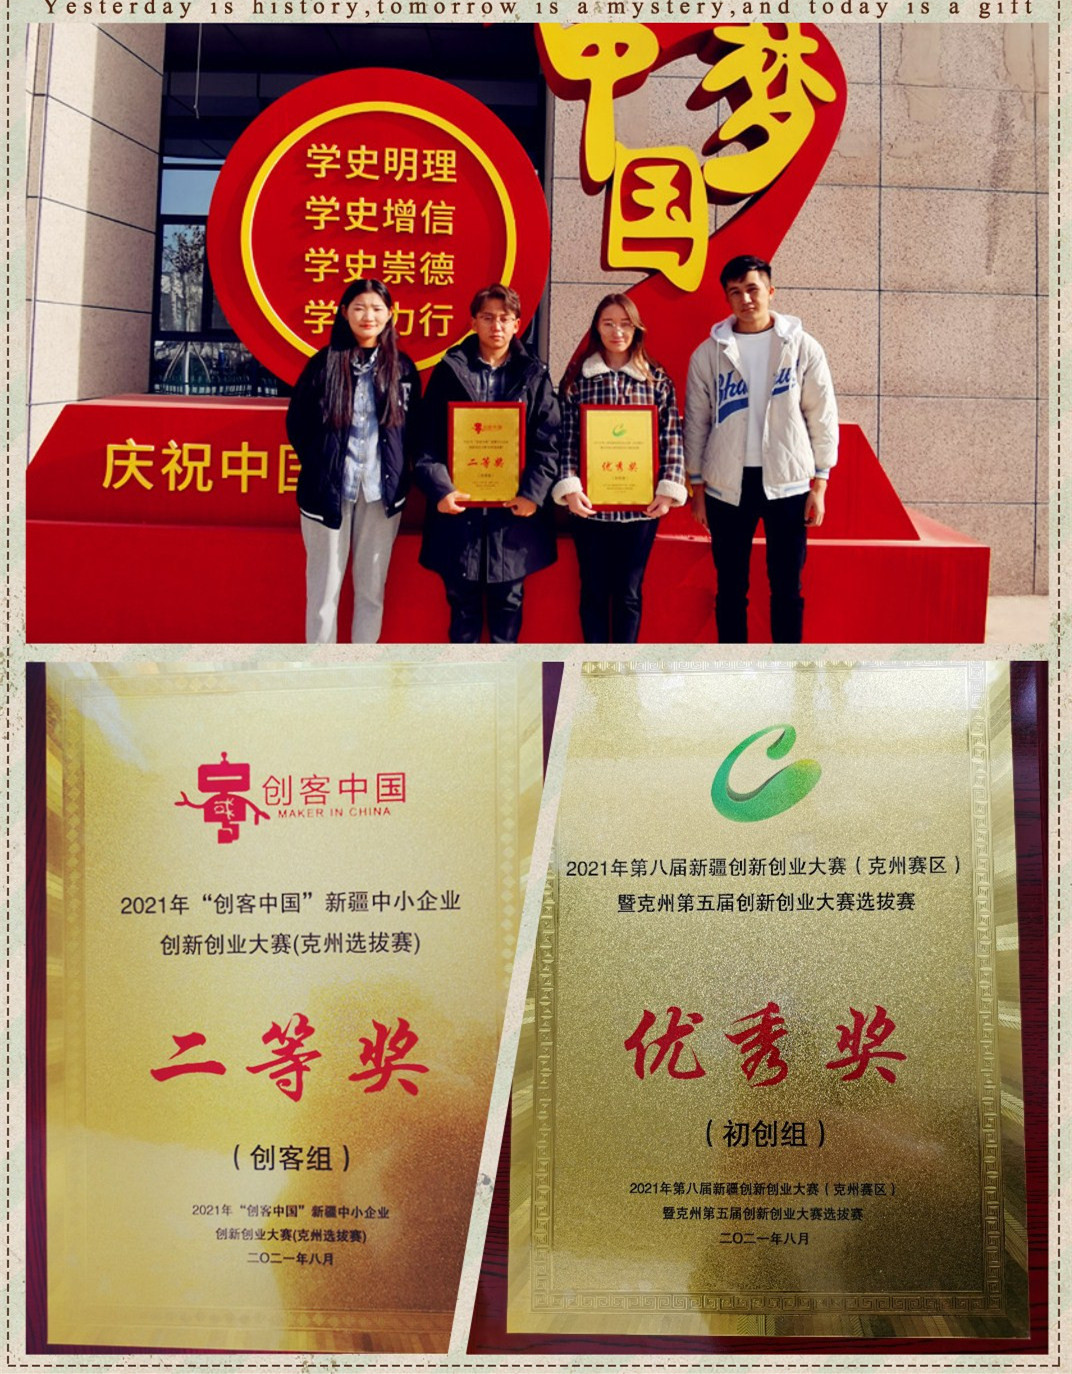 Yesterday is history,tomorrow is a mystery,and today is a gift
中国梦
学史明理
学史增信
学史崇德
学 力行
庆祝中国
二等奖
优秀奖
创客中国
MAKER IN CHINA
2021年“创客中国”新疆中小企业
创新创业大赛(克州选拔赛)
二等奖
（创客组）
2021年“创客中国”新疆中小企业
创新创业大赛(克州选拔赛)
二〇二一年八月
2021年第八届新疆创新创业大赛（克州赛区）
暨克州第五届创新创业大赛选拔赛
优秀奖
（初创组）
2021年第八届新疆创新创业大赛（克州赛区）
暨克州第五届创新创业大赛选拔赛
二〇二一年八月